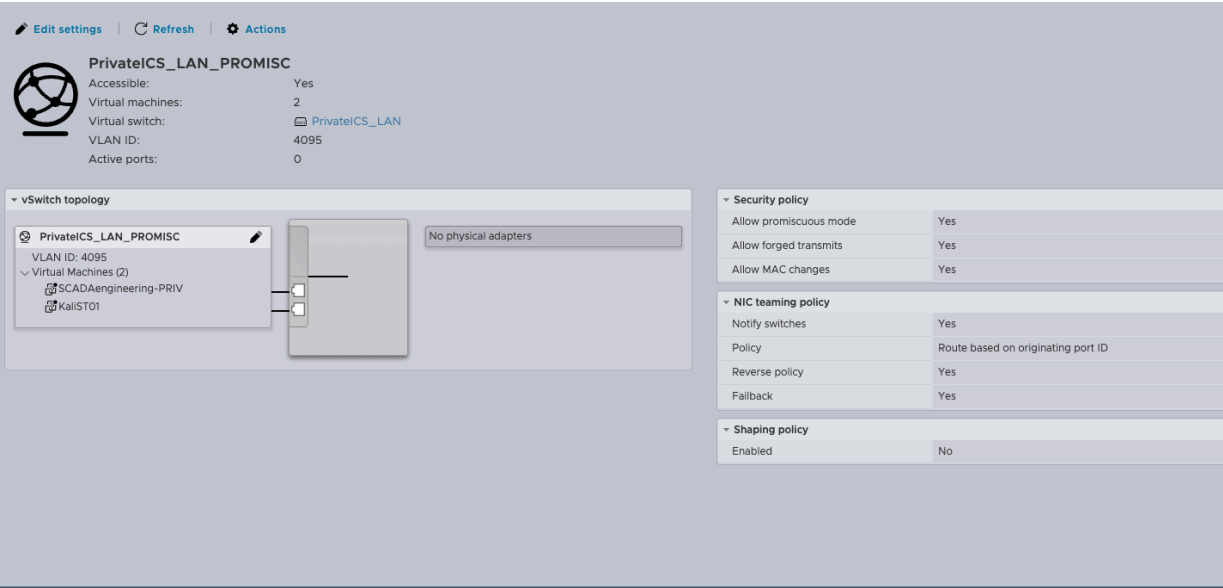 Edit settings | Refresh | Actions
PrivateICS_LAN_PROMISC
Accessible: Yes
Virtual machines: 2
Virtual switch: PrivateICS_LAN
VLAN ID: 4095
Active ports: 0
vSwitch topology
PrivateICS_LAN_PROMISC
VLAN ID: 4095
Virtual Machines (2)
SCADAengineering-PRIV
KaliST01
No physical adapters
Security policy
Allow promiscuous mode Yes
Allow forged transmits Yes
Allow MAC changes Yes
NIC teaming policy
Notify switches Yes
Policy Route based on originating port ID
Reverse policy Yes
Failback Yes
Shaping policy
Enabled No